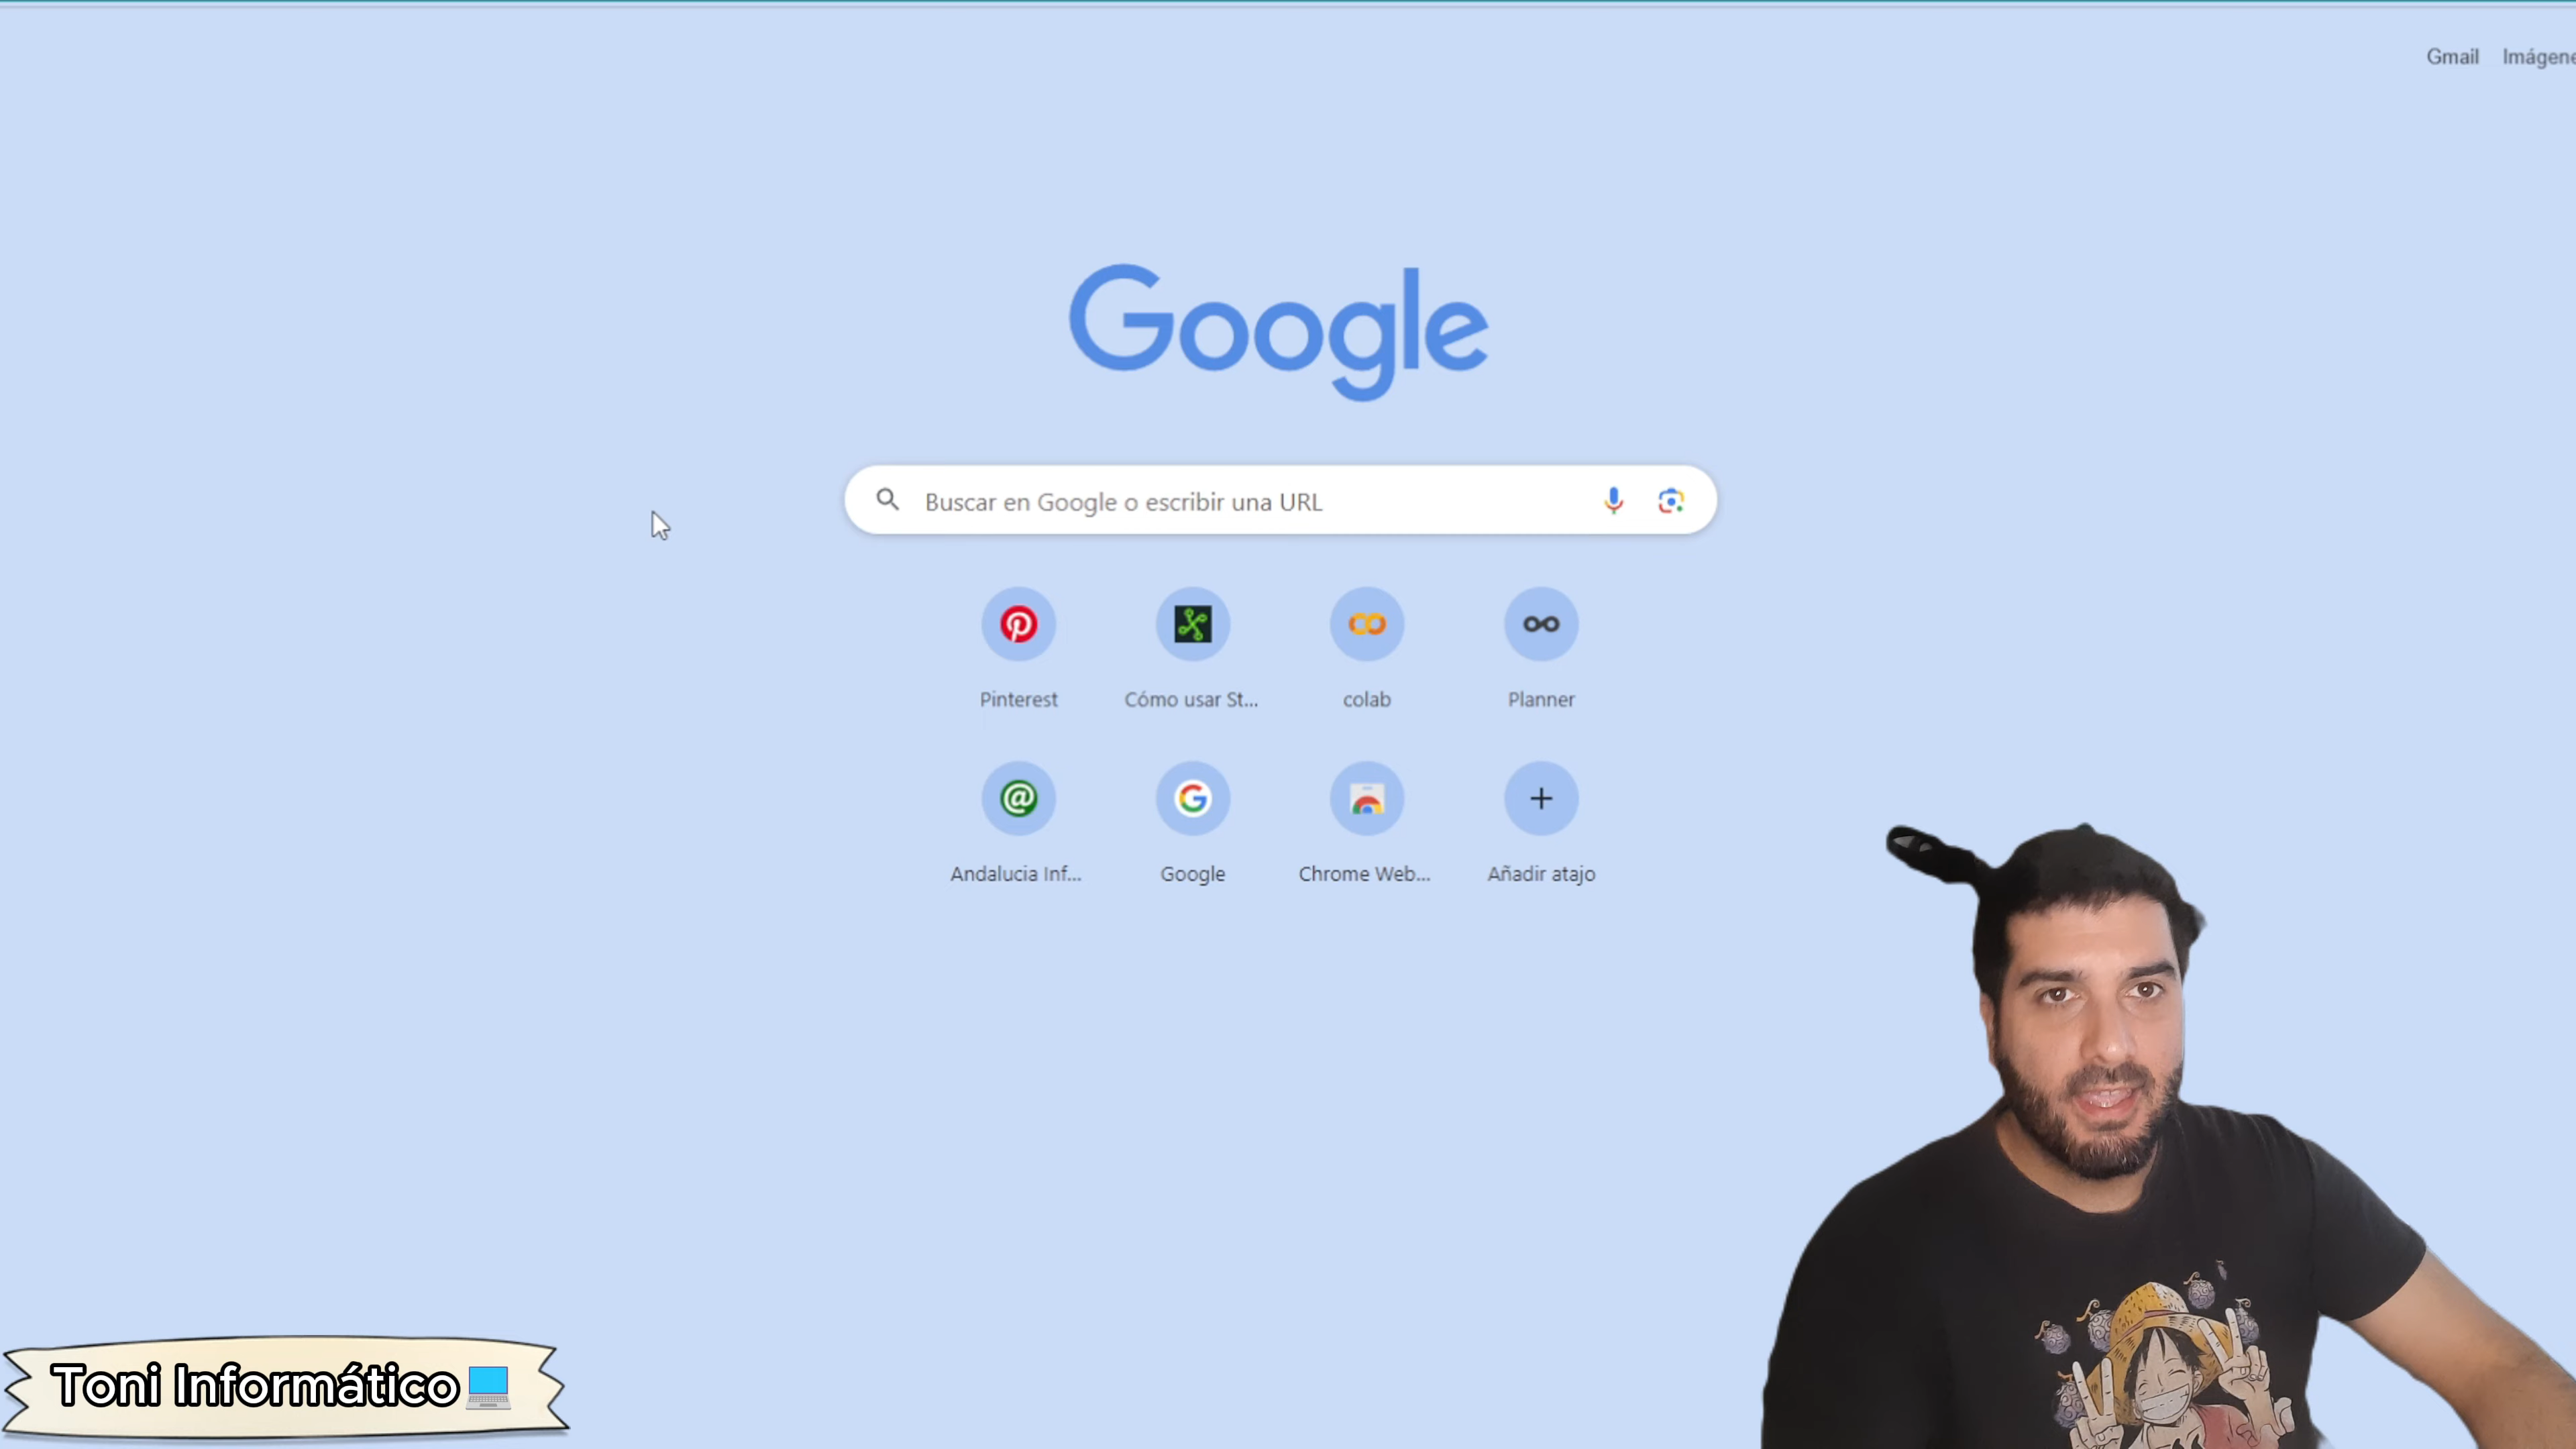 Gmail Imágene
Google
Buscar en Google o escribir una URL
Pinterest Cómo usar St... colab Planner
Andalucia Inf... Google Chrome Web... Añadir atajo
Toni Informático